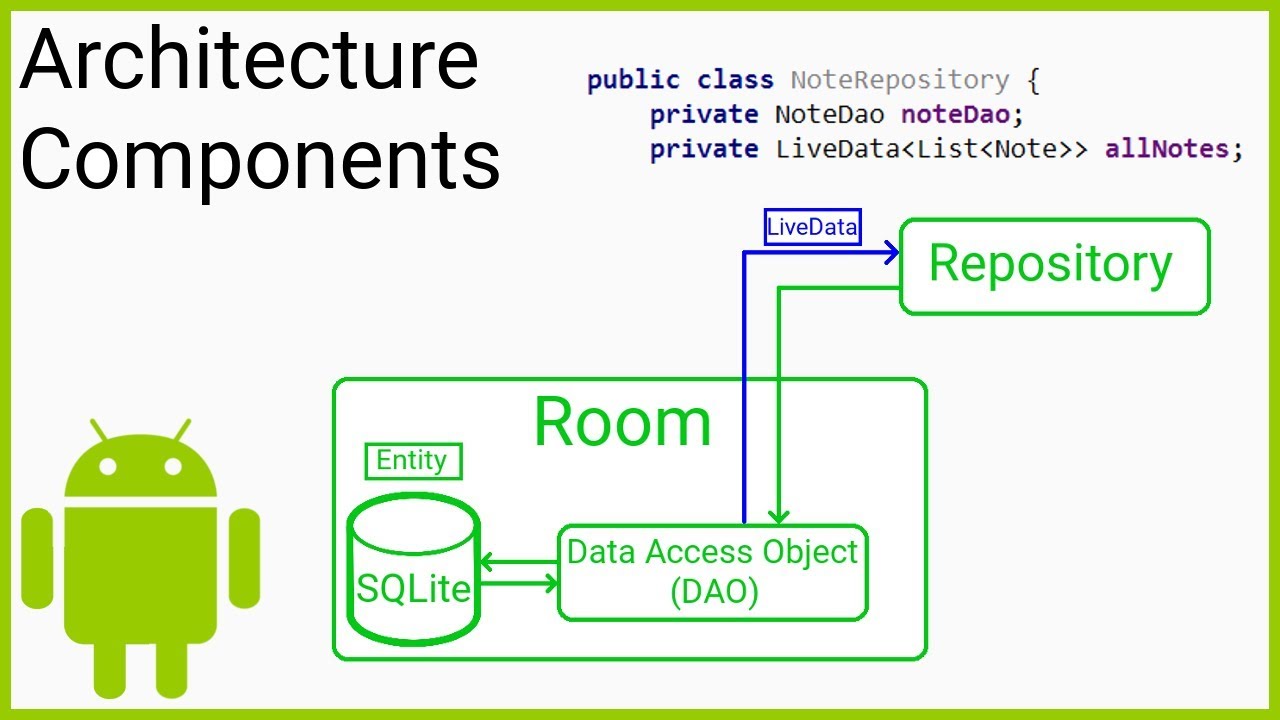 Architecture
Components
public class NoteRepository {
private NoteDao noteDao;
private LiveData<List<Note>> allNotes;
LiveData
Repository
Room
Entity
SQLite
Data Access Object
(DAO)